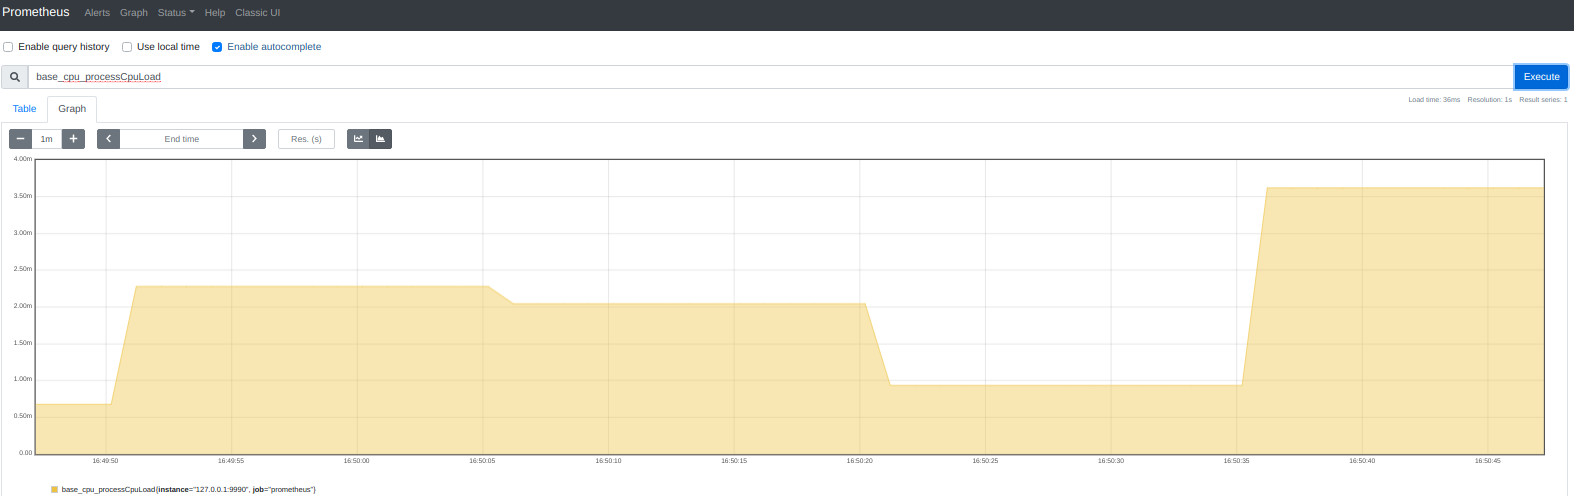 Prometheus Alerts Graph Status Help Classic UI
Enable query history Use local time Enable autocomplete
base_cpu_processCpuLoad Execute
Load time: 36ms Resolution: 1s Result series: 1
Table Graph
1m End time Res. (s)
4.00m
3.50m
3.00m
2.50m
2.00m
1.50m
1.00m
0.50m
0.00
16:49:50 16:49:55 16:50:00 16:50:05 16:50:10 16:50:15 16:50:20 16:50:25 16:50:30 16:50:35 16:50:40 16:50:45
base_cpu_processCpuLoad{instance="127.0.0.1:9990", job="prometheus"}